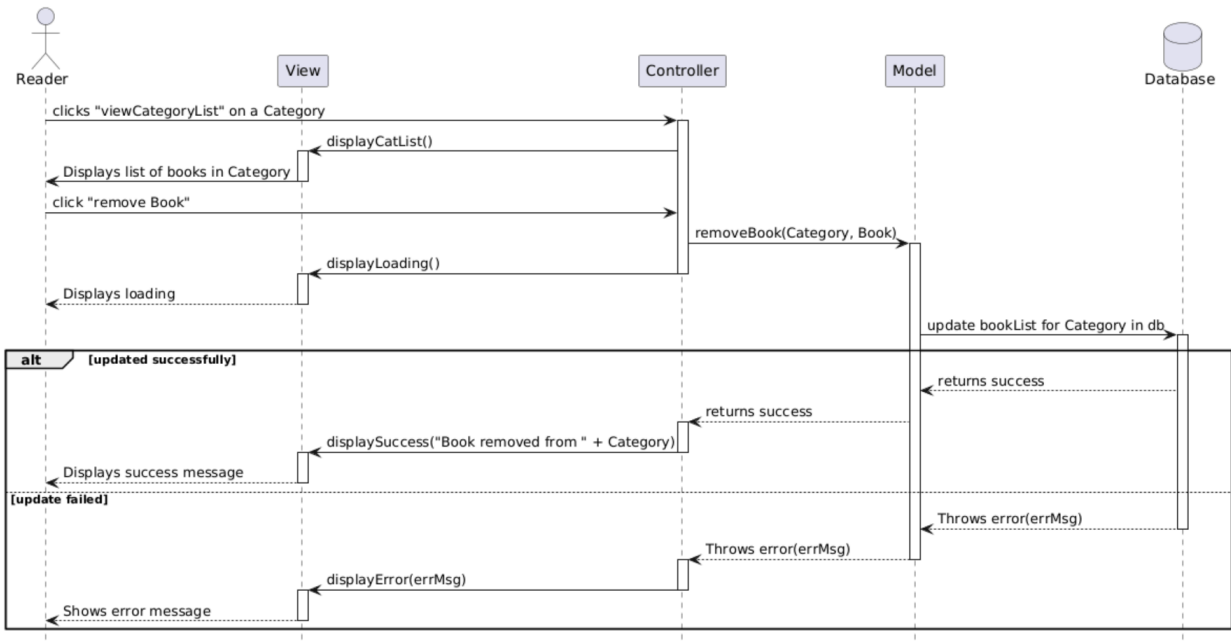 Reader
View
Controller
Model
Database
clicks "viewCategoryList" on a Category
displayCatList()
Displays list of books in Category
click "remove Book"
removeBook(Category, Book)
displayLoading()
Displays loading
update bookList for Category in db
alt [updated successfully]
returns success
returns success
displaySuccess("Book removed from " + Category)
Displays success message
[update failed]
Throws error(errMsg)
Throws error(errMsg)
displayError(errMsg)
Shows error message